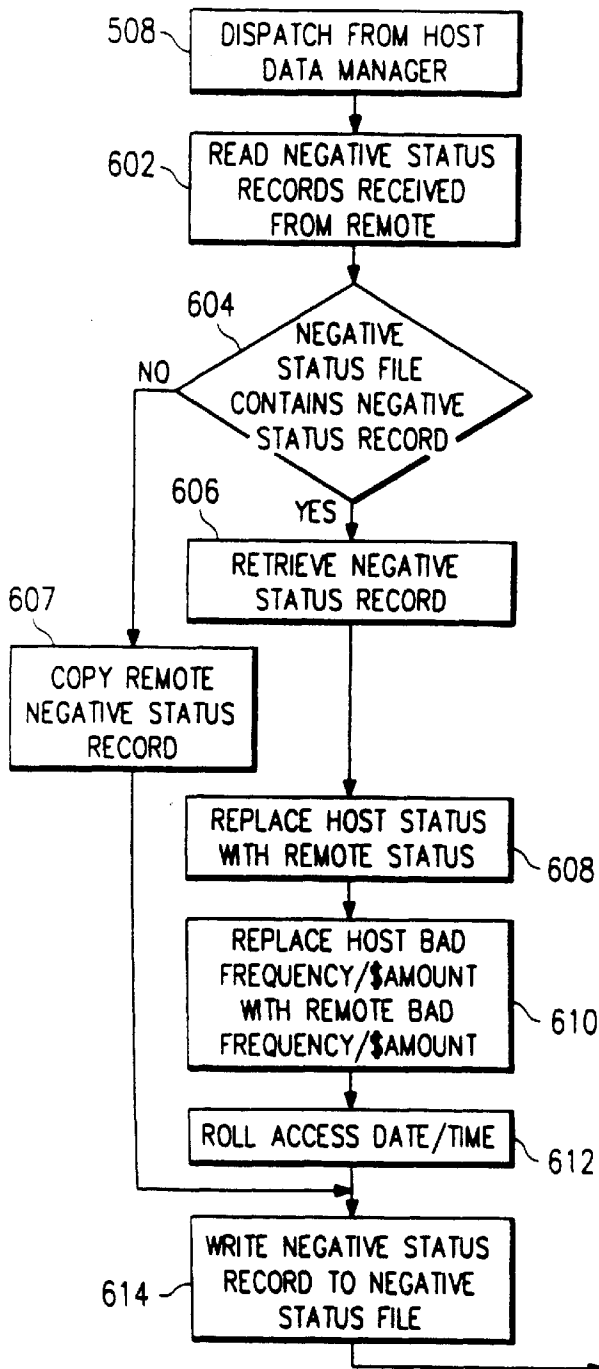 508
DISPATCH FROM HOST
DATA MANAGER
602
READ NEGATIVE STATUS
RECORDS RECEIVED
FROM REMOTE
604
NEGATIVE
STATUS FILE
CONTAINS NEGATIVE
STATUS RECORD
NO
YES
606
RETRIEVE NEGATIVE
STATUS RECORD
607
COPY REMOTE
NEGATIVE STATUS
RECORD
REPLACE HOST STATUS
WITH REMOTE STATUS
608
REPLACE HOST BAD
FREQUENCY/$AMOUNT
WITH REMOTE BAD
FREQUENCY/$AMOUNT
610
ROLL ACCESS DATE/TIME
612
WRITE NEGATIVE STATUS
RECORD TO NEGATIVE
STATUS FILE
614